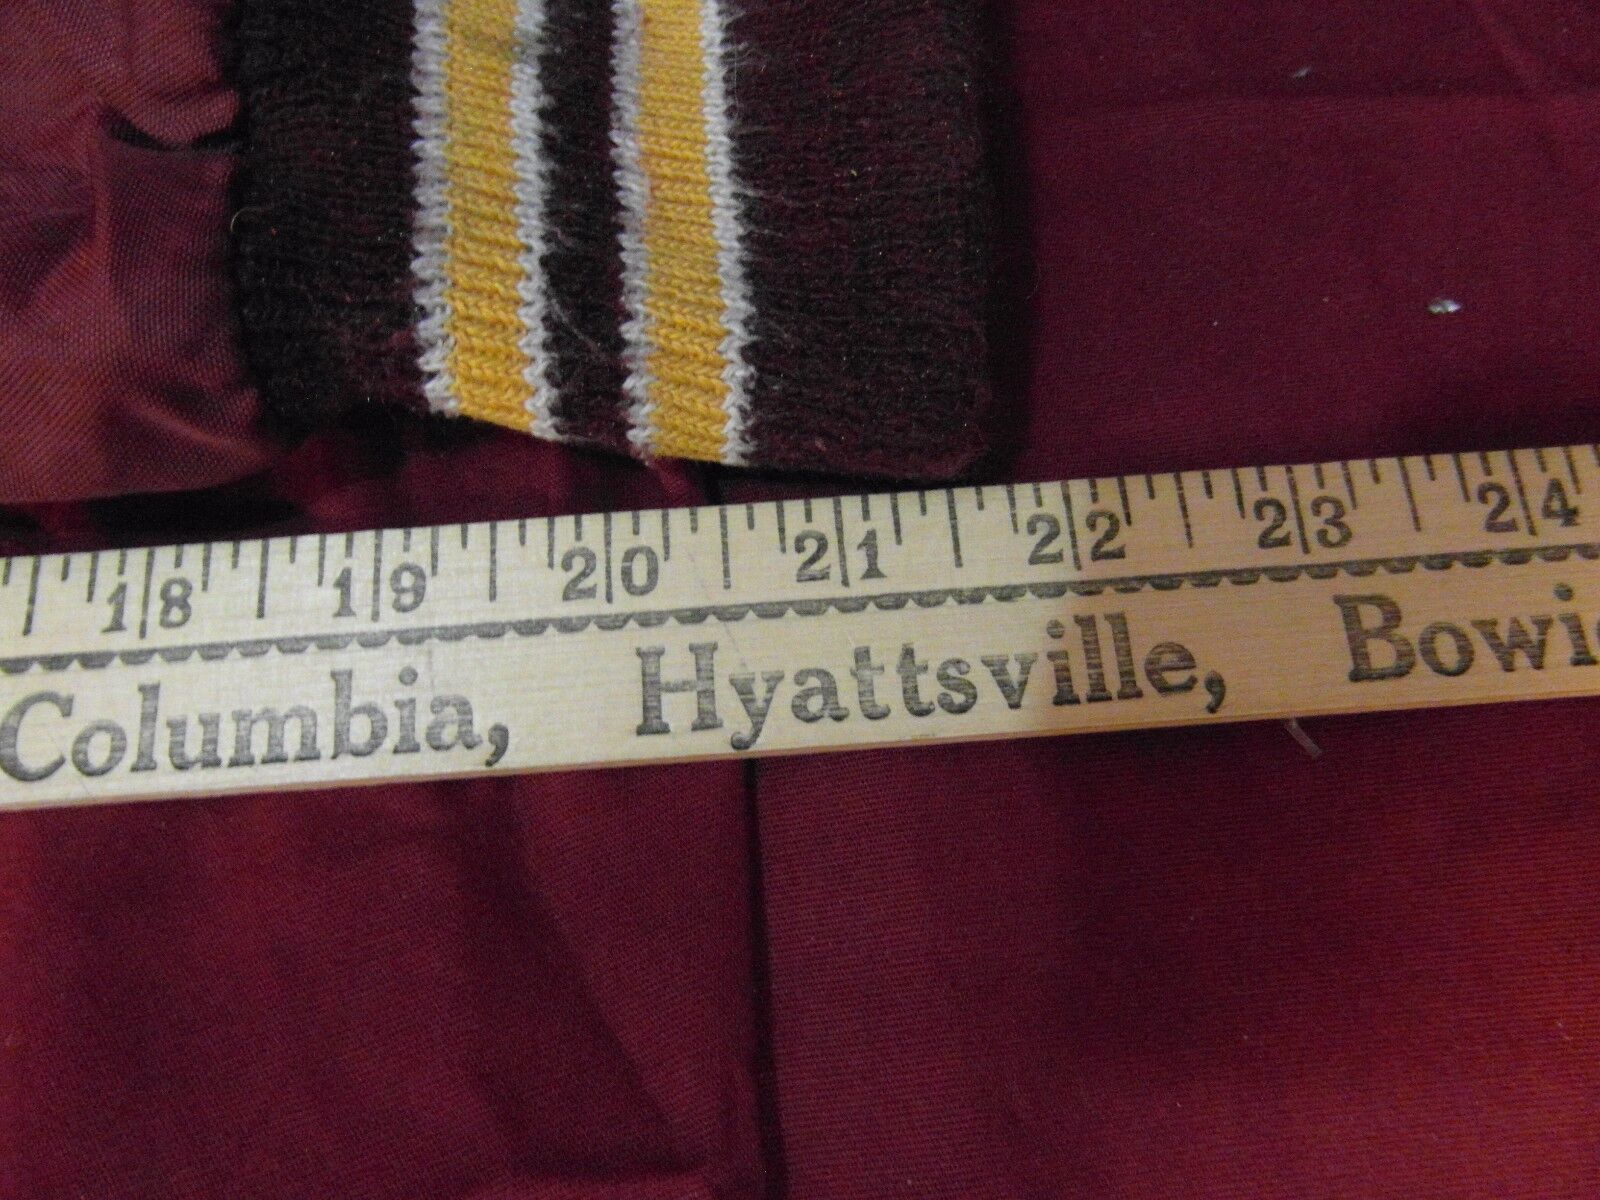 18 19 20 21 22 23 24
Columbia, Hyattsville, Bowie